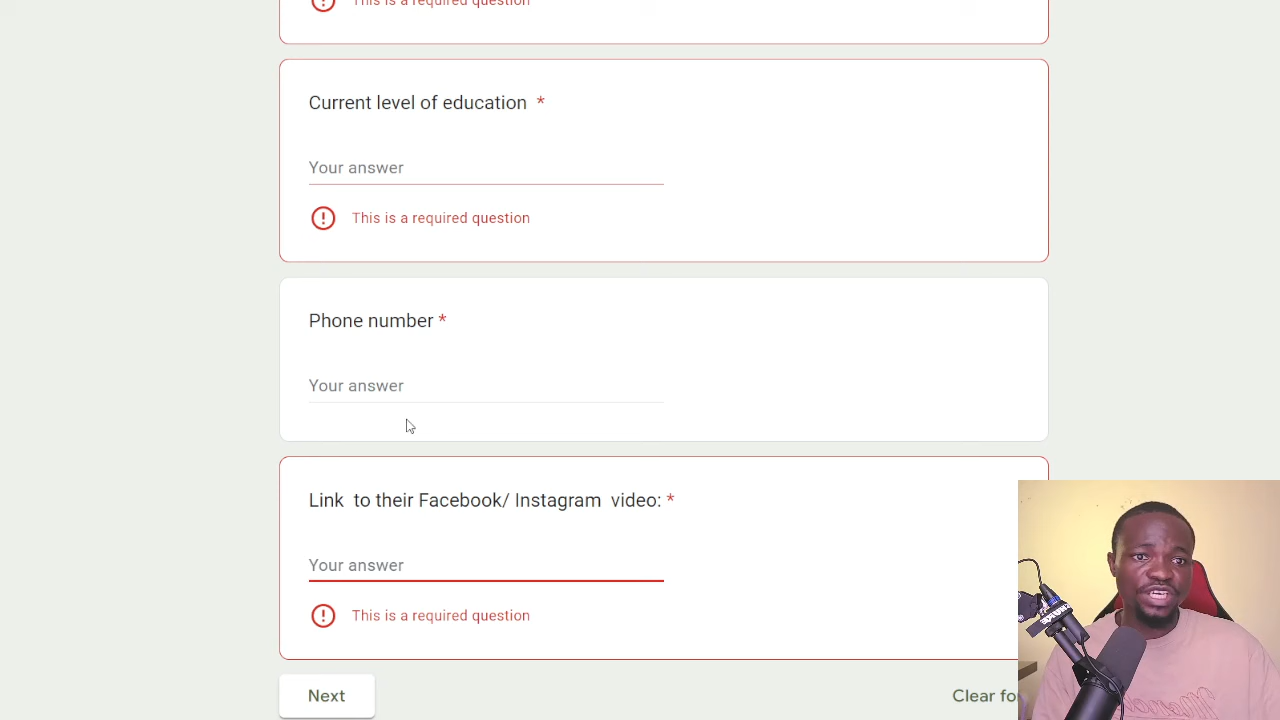 This is a required question
Current level of education *
Your answer
This is a required question
Phone number *
Your answer
Link to their Facebook/ Instagram video: *
Your answer
This is a required question
Next
Clear fo